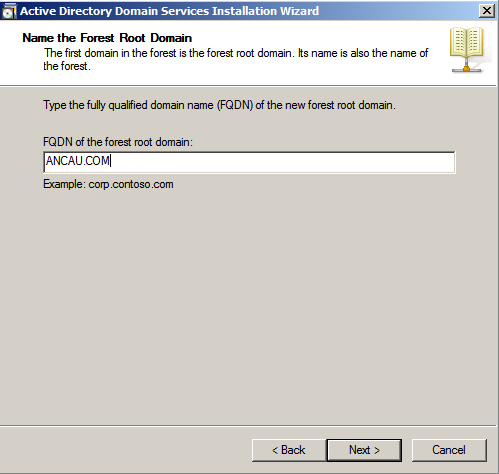 Active Directory Domain Services Installation Wizard
Name the Forest Root Domain
The first domain in the forest is the forest root domain. Its name is also the name of
the forest.
Type the fully qualified domain name (FQDN) of the new forest root domain.
FQDN of the forest root domain:
ANCAU.COM
Example: corp.contoso.com
< Back
Next >
Cancel